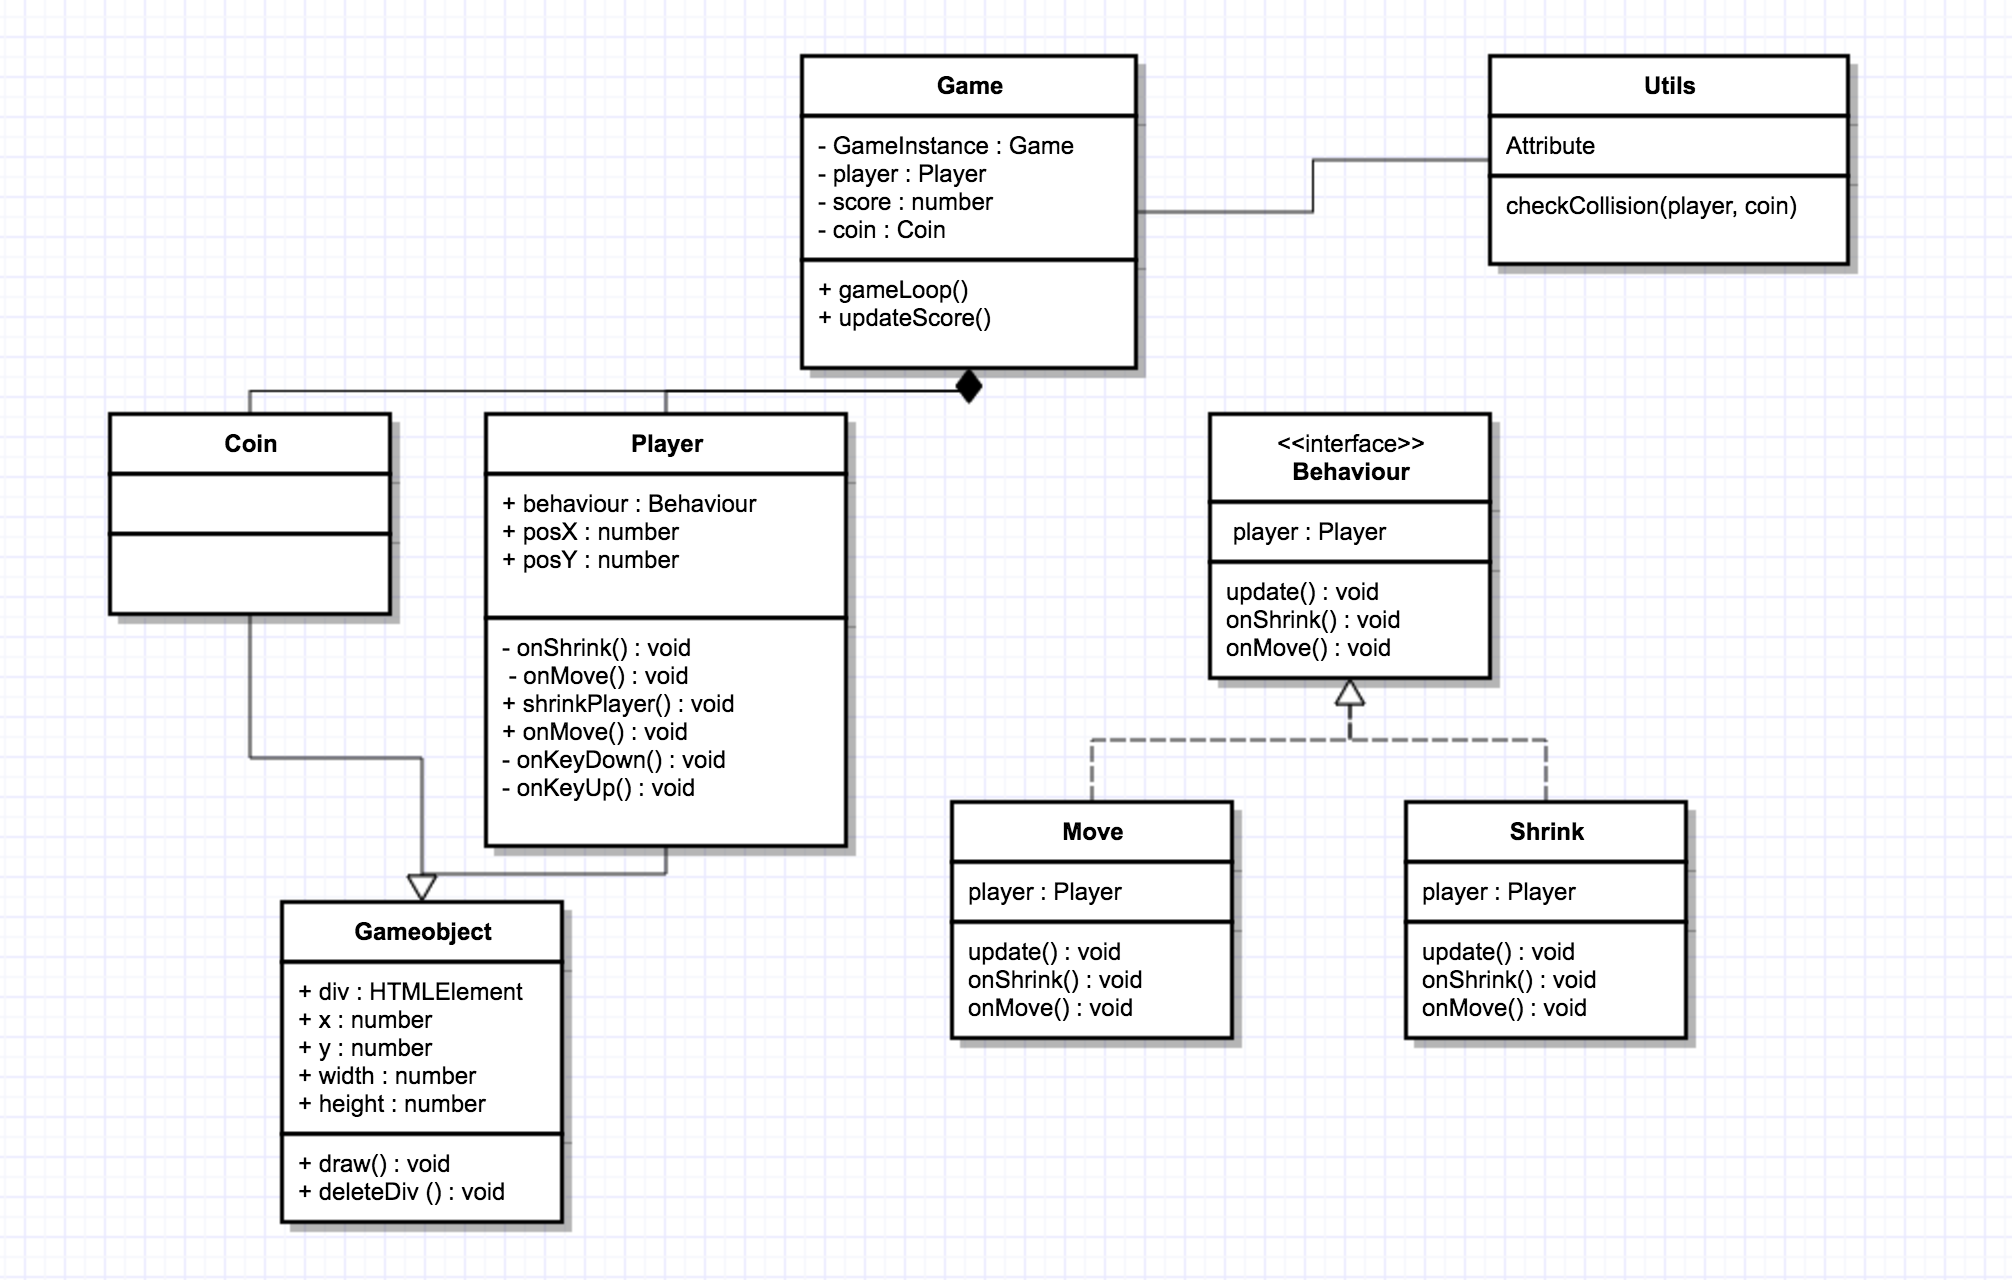 Game
- GameInstance : Game
- player : Player
- score : number
- coin : Coin
+ gameLoop()
+ updateScore()
Utils
Attribute
checkCollision(player, coin)
Coin
Player
+ behaviour : Behaviour
+ posX : number
+ posY : number
- onShrink() : void
- onMove() : void
+ shrinkPlayer() : void
+ onMove() : void
- onKeyDown() : void
- onKeyUp() : void
<<interface>>
Behaviour
player : Player
update() : void
onShrink() : void
onMove() : void
Move
player : Player
update() : void
onShrink() : void
onMove() : void
Shrink
player : Player
update() : void
onShrink() : void
onMove() : void
Gameobject
+ div : HTMLElement
+ x : number
+ y : number
+ width : number
+ height : number
+ draw() : void
+ deleteDiv () : void